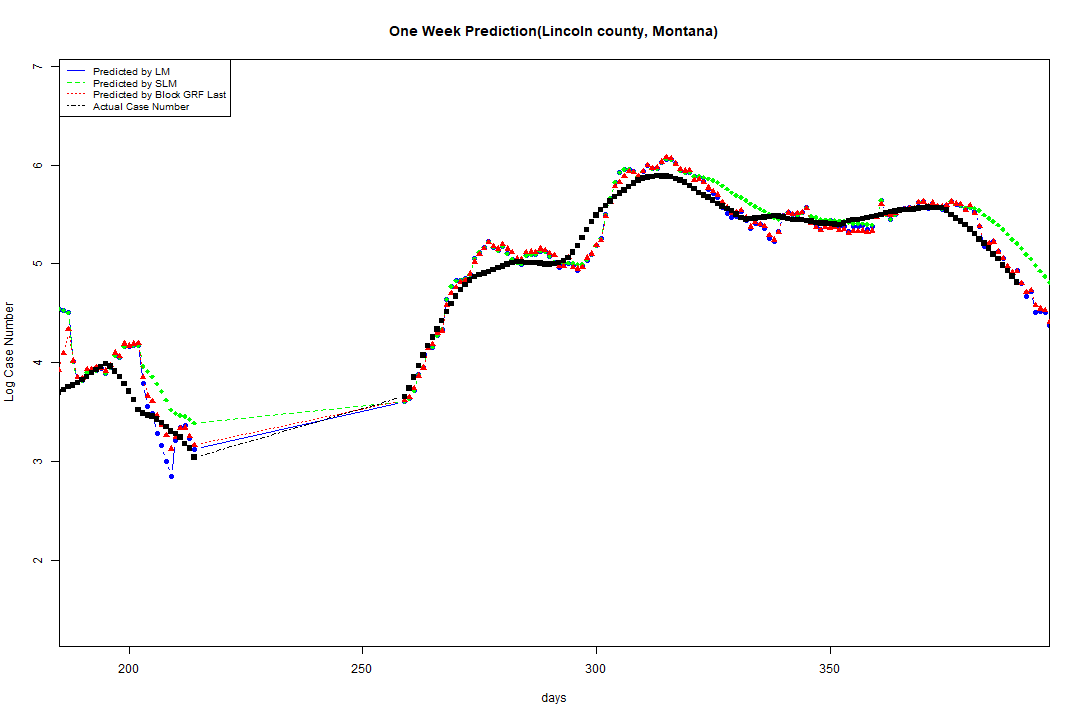 One Week Prediction(Lincoln county, Montana)
Predicted by LM
Predicted by SLM
Predicted by Block GRF Last
Actual Case Number
7
6
5
4
3
2
Log Case Number
200
250
300
350
days